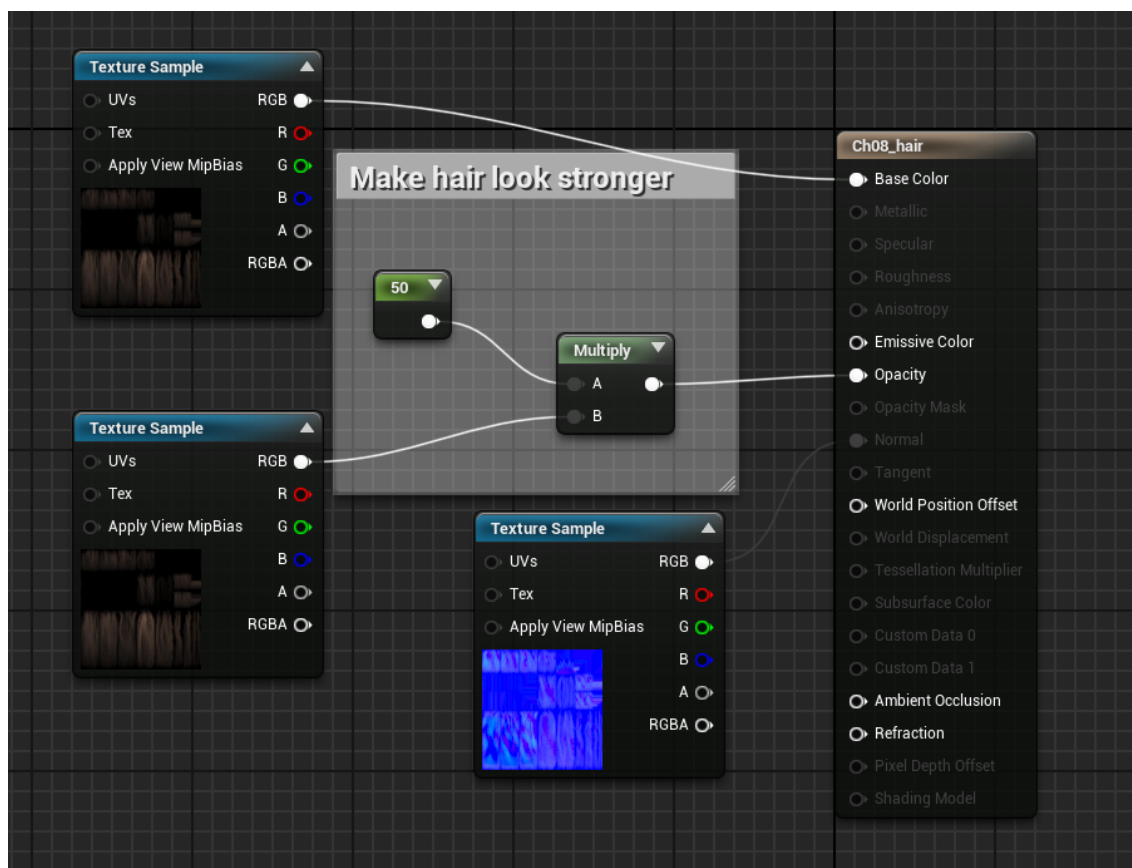 Texture Sample
UVs RGB
Tex R
Apply View MipBias G
B
A
RGBA
Make hair look stronger
50
Multiply
A
B
Texture Sample
UVs RGB
Tex R
Apply View MipBias G
B
A
RGBA
Texture Sample
UVs RGB
Tex R
Apply View MipBias G
B
A
RGBA
Ch08_hair
Base Color
Metallic
Specular
Roughness
Anisotropy
Emissive Color
Opacity
Opacity Mask
Normal
Tangent
World Position Offset
World Displacement
Tessellation Multiplier
Subsurface Color
Custom Data 0
Custom Data 1
Ambient Occlusion
Refraction
Pixel Depth Offset
Shading Model